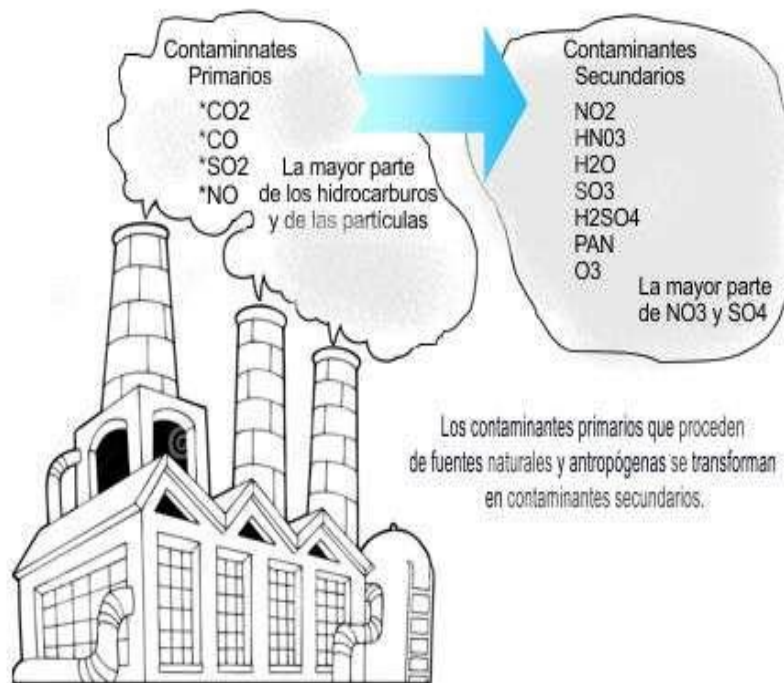 Contaminnates
Primarios
*CO2
*CO
*SO2
*NO
La mayor parte
de los hidrocarburos
y de las particulas
Contaminantes
Secundarios
NO2
HN03
H2O
SO3
H2SO4
PAN
O3
La mayor parte
de NO3 y SO4
Los contaminantes primarios que proceden
de fuentes naturales y antropógenas se transforman
en contaminantes secundarios.